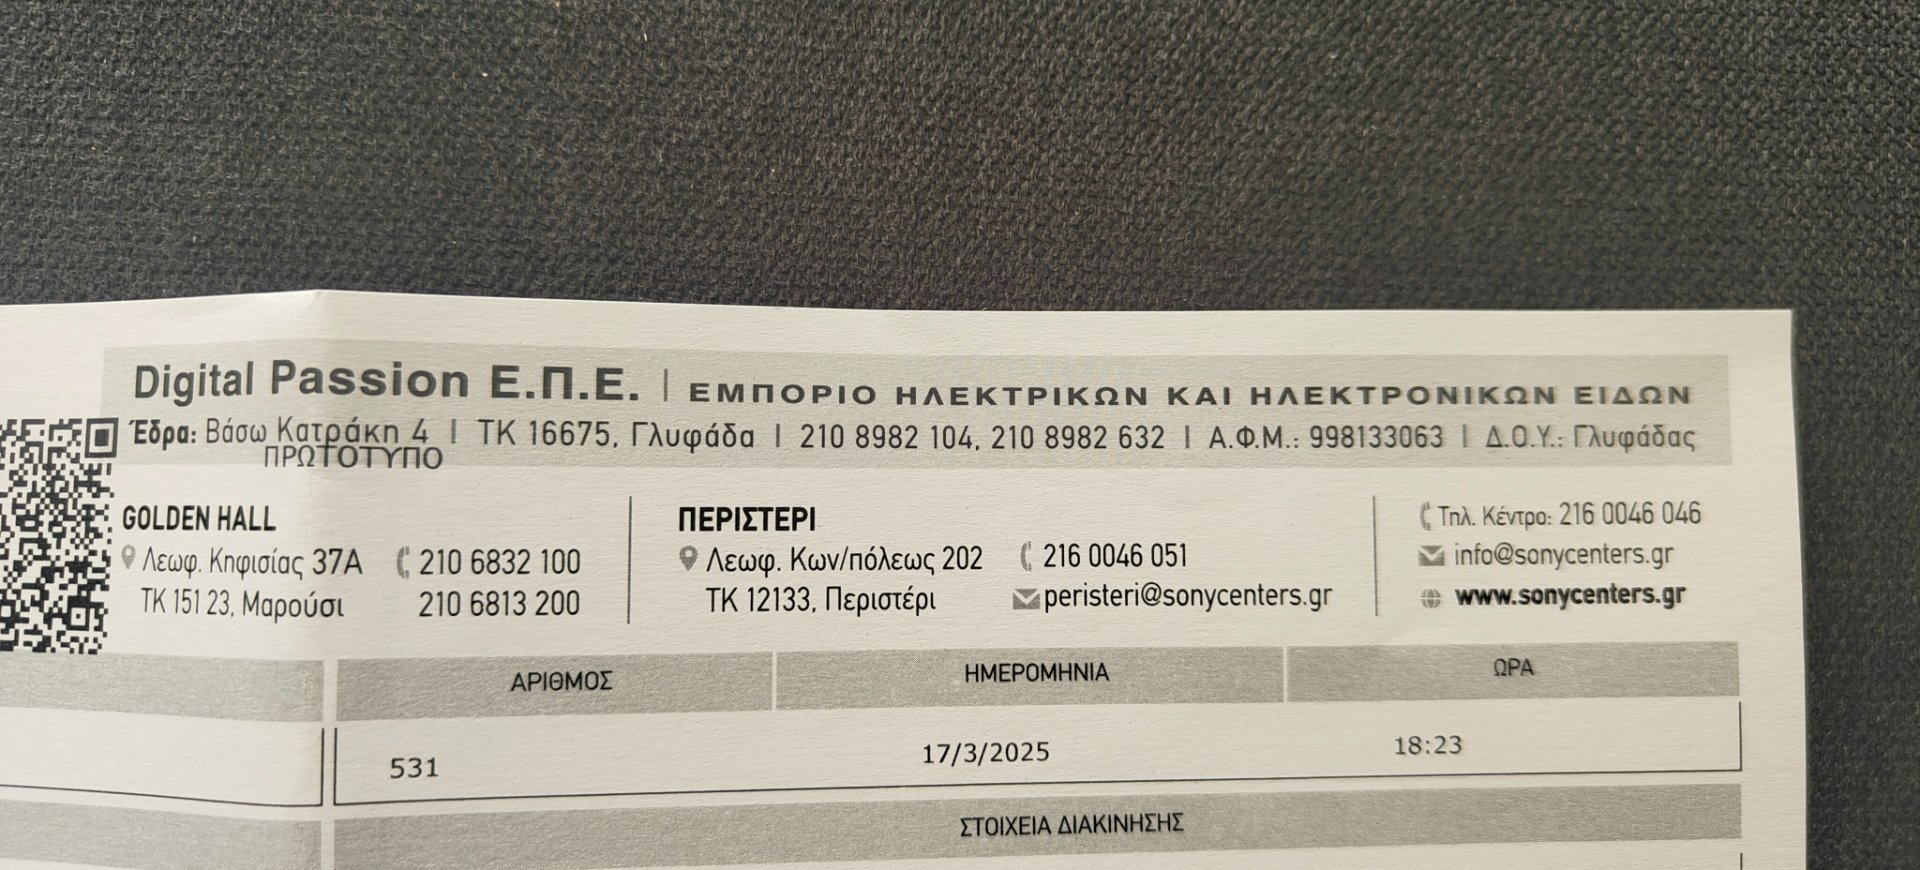 Digital Passion Ε.Π.Ε. | ΕΜΠΟΡΙΟ ΗΛΕΚΤΡΙΚΩΝ ΚΑΙ ΗΛΕΚΤΡΟΝΙΚΩΝ ΕΙΔΩΝ
Έδρα: Βάσω Κατράκη 4 | ΤΚ 16675, Γλυφάδα | 210 8982 104, 210 8982 632 | Α.Φ.Μ.: 998133063 | Δ.Ο.Υ.: Γλυφάδας
ΠΡΩΤΟΤΥΠΟ
GOLDEN HALL
Λεωφ. Κηφισίας 37Α 210 6832 100
ΤΚ 151 23, Μαρούσι 210 6813 200
ΠΕΡΙΣΤΕΡΙ
Λεωφ. Κων/πόλεως 202 216 0046 051
ΤΚ 12133, Περιστέρι peristeri@sonycenters.gr
Τηλ. Κέντρο: 216 0046 046
info@sonycenters.gr
www.sonycenters.gr
ΑΡΙΘΜΟΣ ΗΜΕΡΟΜΗΝΙΑ ΩΡΑ
531 17/3/2025 18:23
ΣΤΟΙΧΕΙΑ ΔΙΑΚΙΝΗΣΗΣ